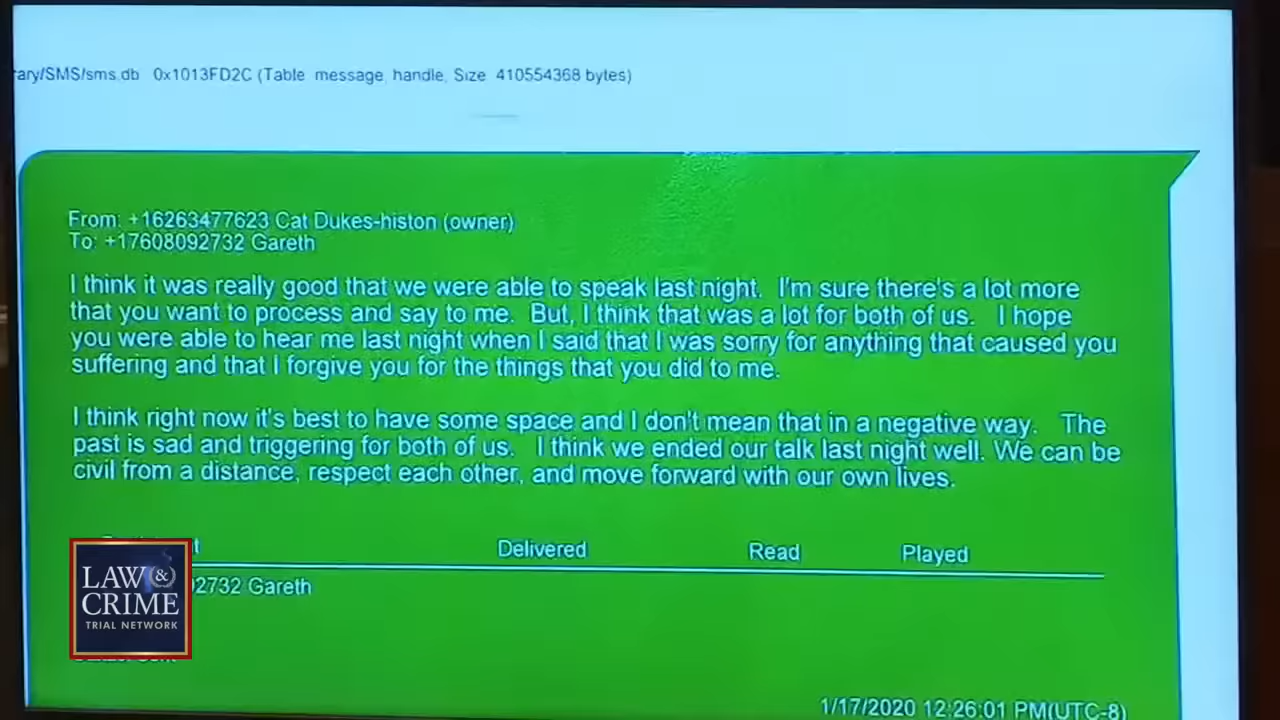 rary/SMS/sms.db 0x1013FD2C (Table message, handle, Size 410554368 bytes)
From: +16263477623 Cat Dukes-histon (owner)
To: +17608092732 Gareth
I think it was really good that we were able to speak last night. I'm sure there's a lot more
that you want to process and say to me. But, I think that was a lot for both of us. I hope
you were able to hear me last night when I said that I was sorry for anything that caused you
suffering and that I forgive you for the things that you did to me.
I think right now it's best to have some space and I don't mean that in a negative way. The
past is sad and triggering for both of us. I think we ended our talk last night well. We can be
civil from a distance, respect each other, and move forward with our own lives.
Delivered Read Played
92732 Gareth
LAW &
CRIME
TRIAL NETWORK
1/17/2020 12:26:01 PM(UTC-8)